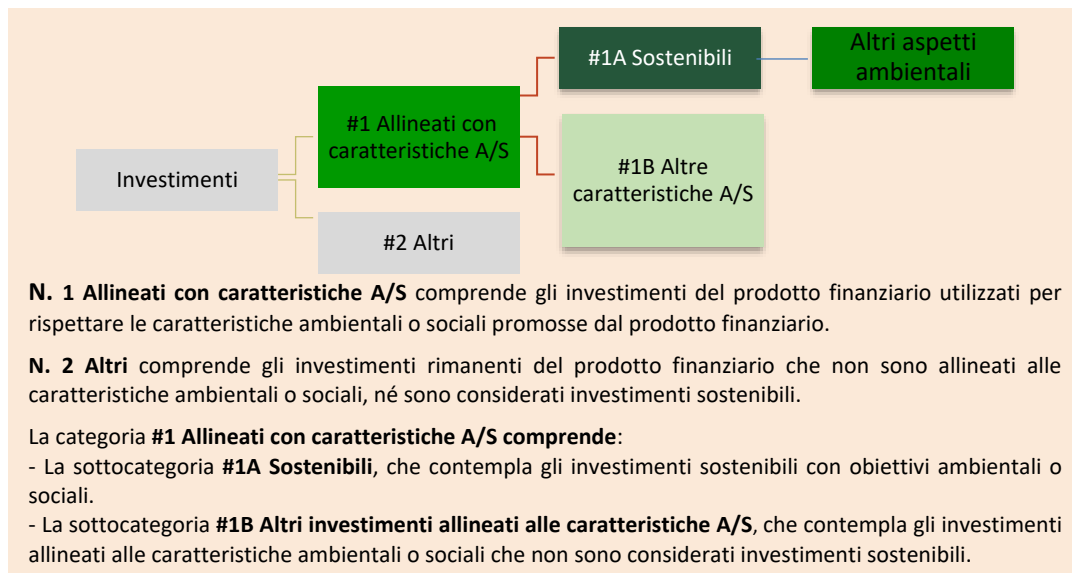 #1A Sostenibili
Altri aspetti
ambientali
#1 Allineati con
caratteristiche A/S
#1B Altre
caratteristiche A/S
Investimenti
#2 Altri
N. 1 Allineati con caratteristiche A/S comprende gli investimenti del prodotto finanziario utilizzati per
rispettare le caratteristiche ambientali o sociali promosse dal prodotto finanziario.
N. 2 Altri comprende gli investimenti rimanenti del prodotto finanziario che non sono allineati alle
caratteristiche ambientali o sociali, né sono considerati investimenti sostenibili.
La categoria #1 Allineati con caratteristiche A/S comprende:
- La sottocategoria #1A Sostenibili, che contempla gli investimenti sostenibili con obiettivi ambientali o
sociali.
- La sottocategoria #1B Altri investimenti allineati alle caratteristiche A/S, che contempla gli investimenti
allineati alle caratteristiche ambientali o sociali che non sono considerati investimenti sostenibili.